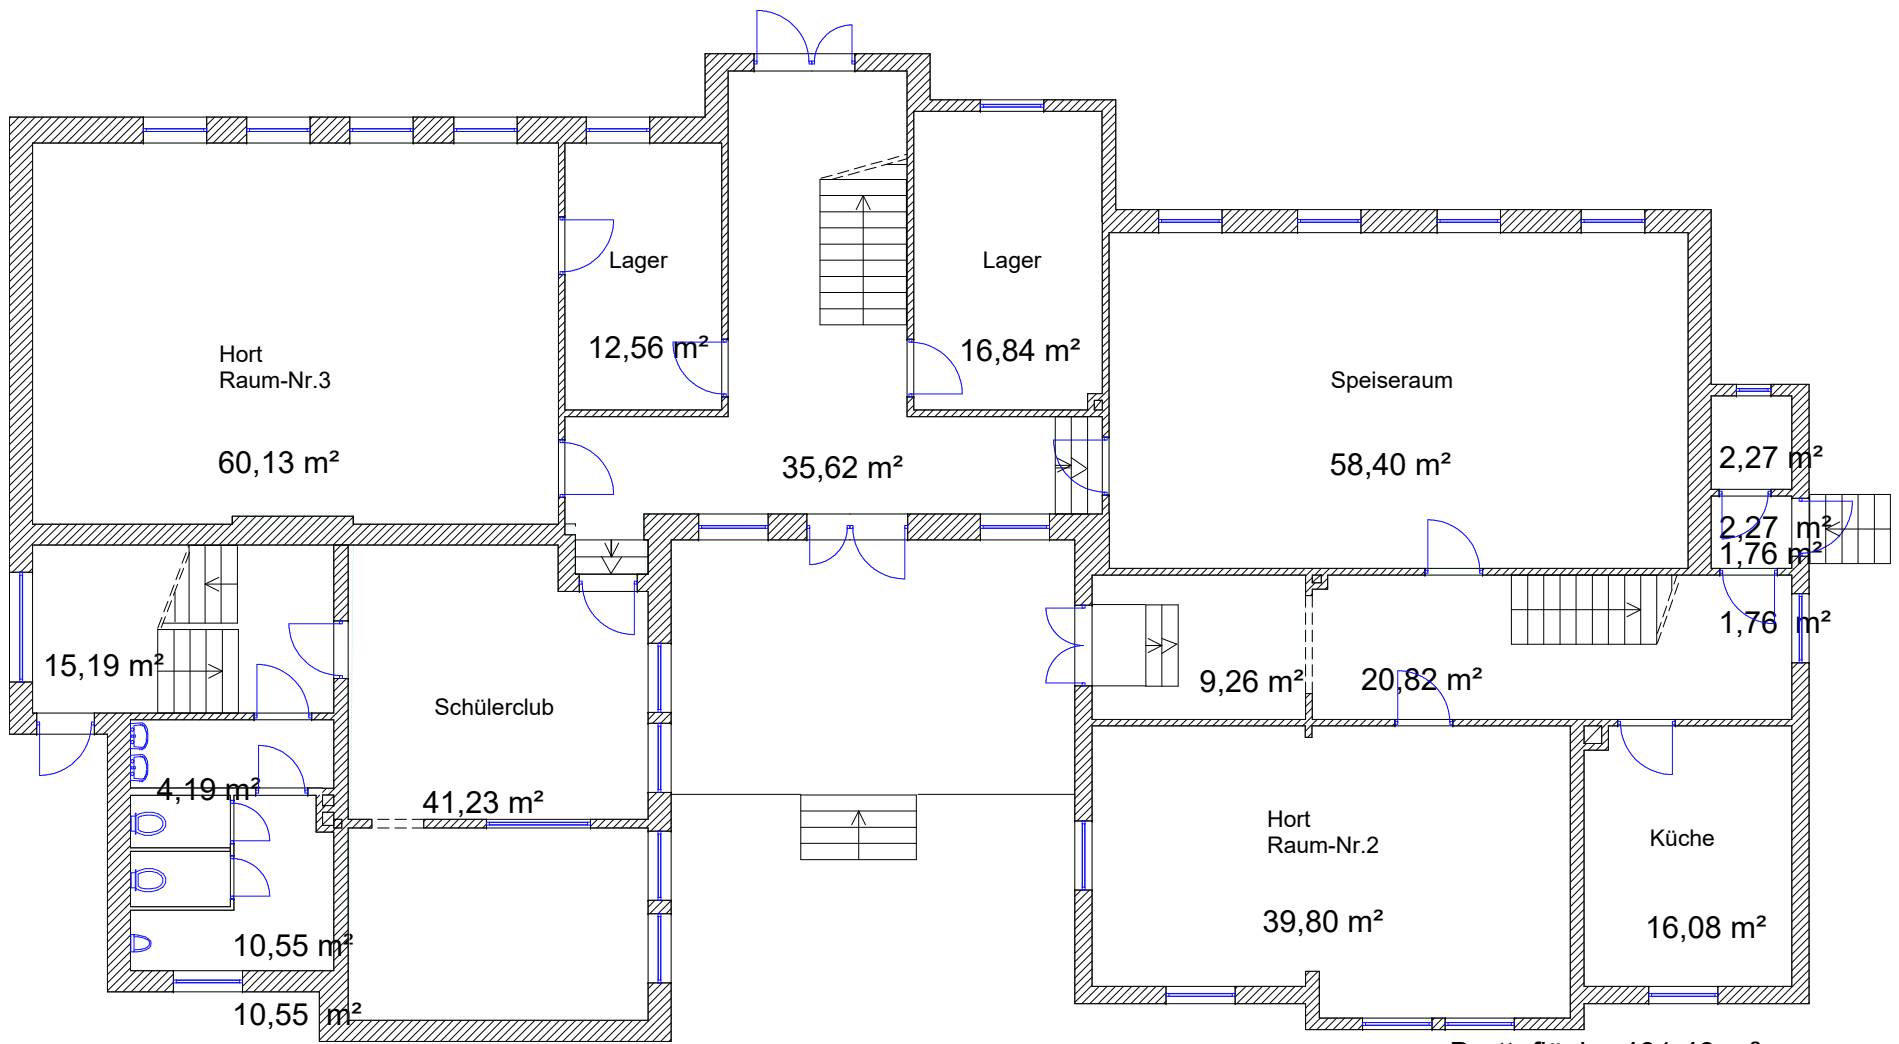 Lager
Lager
12,56 m²
16,84 m²
Hort
Raum-Nr.3
Speiseraum
60,13 m²
35,62 m²
58,40 m²
2,27 m²
2,27 m²
1,76 m²
1,76 m²
15,19 m²
9,26 m²
20,82 m²
Schülerclub
4,19 m²
41,23 m²
Hort
Raum-Nr.2
Küche
39,80 m²
16,08 m²
10,55 m²
10,55 m²